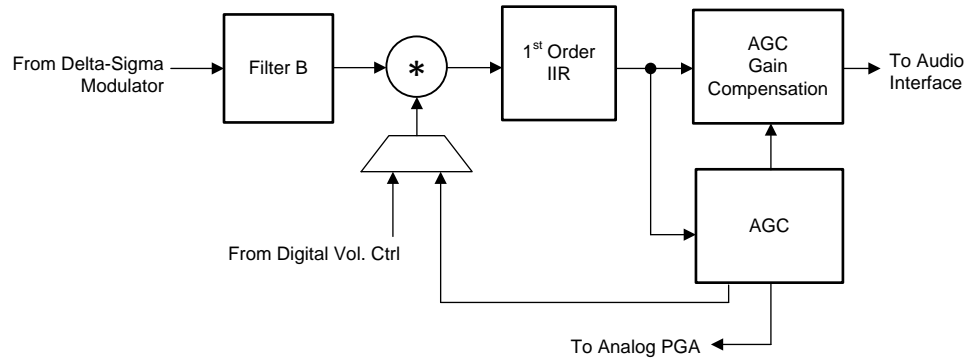 From Delta-Sigma
Modulator
Filter B
*
1st Order
IIR
AGC
Gain
Compensation
To Audio
Interface
AGC
From Digital Vol. Ctrl
To Analog PGA